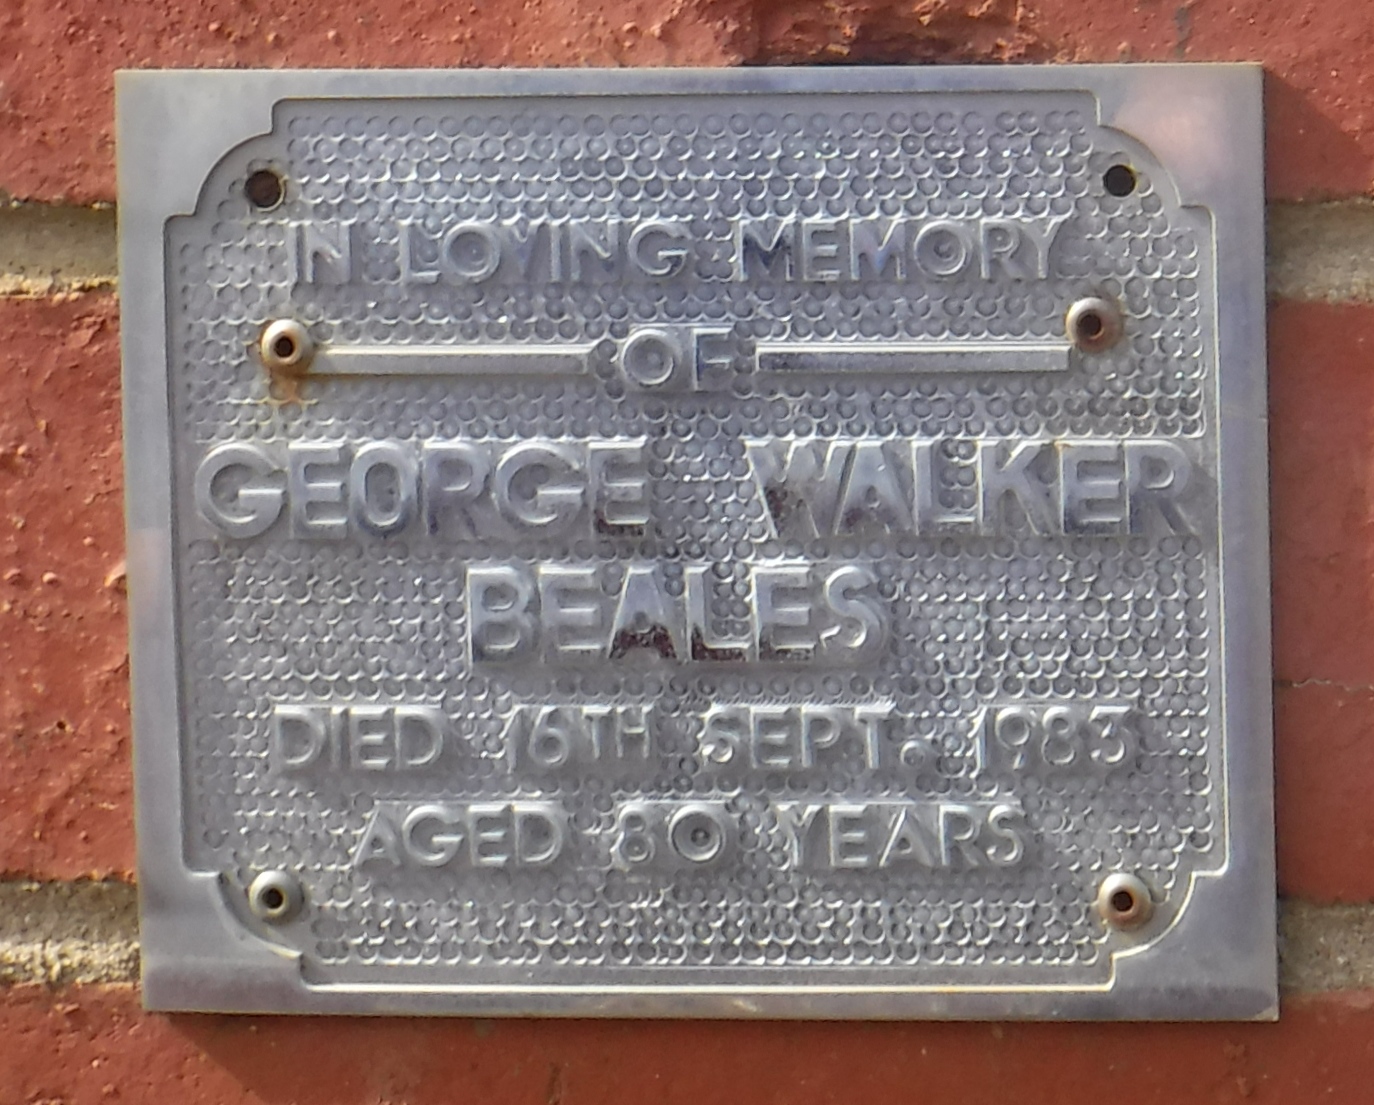 IN LOVING MEMORY
OF
GEORGE WALKER
BEALES
DIED 16TH SEPT. 1983
AGED 80 YEARS